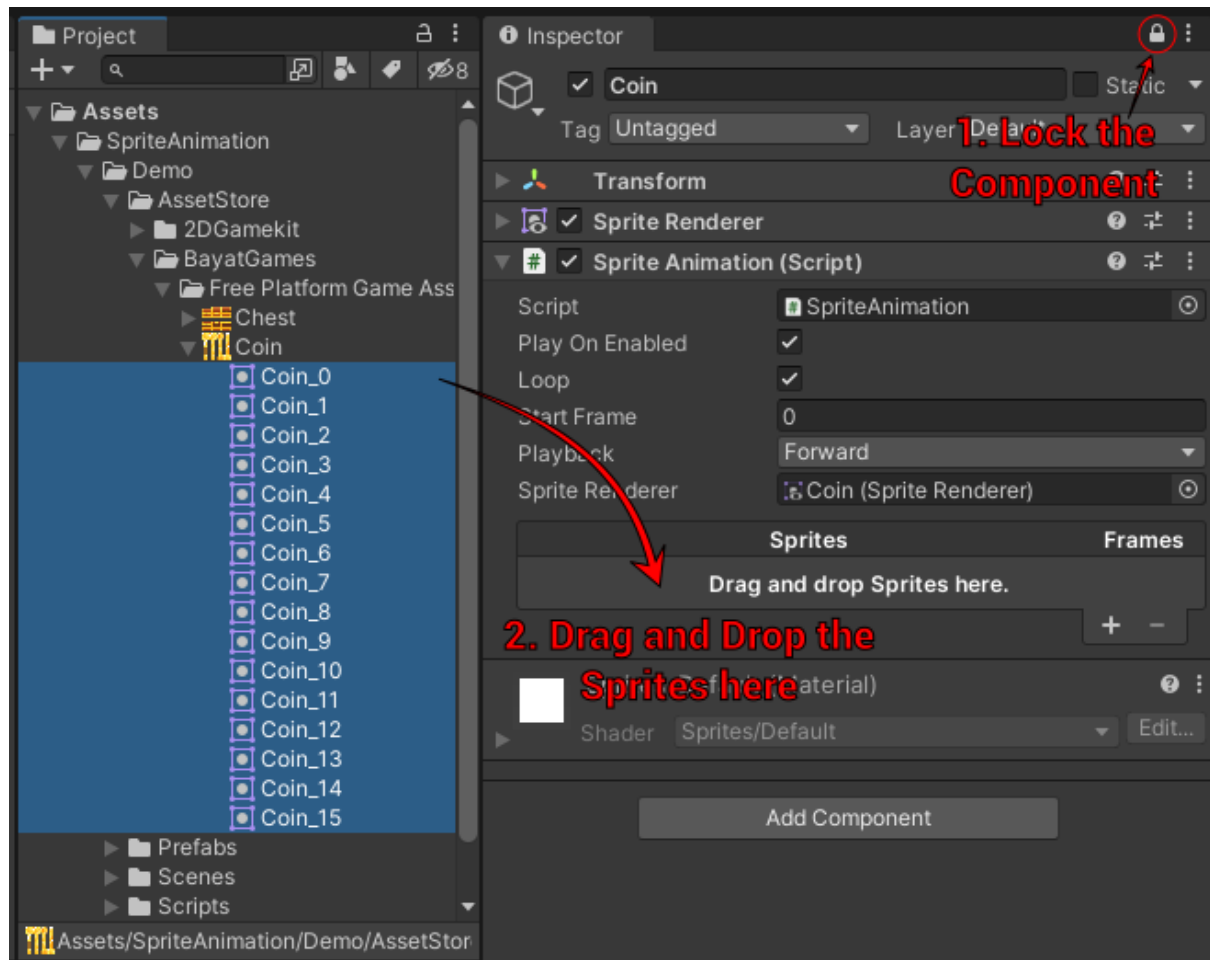 Project
8
Assets
SpriteAnimation
Demo
AssetStore
2DGamekit
BayatGames
Free Platform Game Ass
Chest
Coin
Coin_0
Coin_1
Coin_2
Coin_3
Coin_4
Coin_5
Coin_6
Coin_7
Coin_8
Coin_9
Coin_10
Coin_11
Coin_12
Coin_13
Coin_14
Coin_15
Prefabs
Scenes
Scripts
Assets/SpriteAnimation/Demo/AssetStor
Inspector
Coin Static
Tag Untagged Layer Default
1. Lock the
Component
Transform
Sprite Renderer
# Sprite Animation (Script)
Script # SpriteAnimation
Play On Enabled
Loop
Start Frame 0
Playback Forward
Sprite Renderer Coin (Sprite Renderer)
Sprites Frames
Drag and drop Sprites here.
+ −
2. Drag and Drop the
Sprites here
(Material)
Shader Sprites/Default Edit...
Add Component